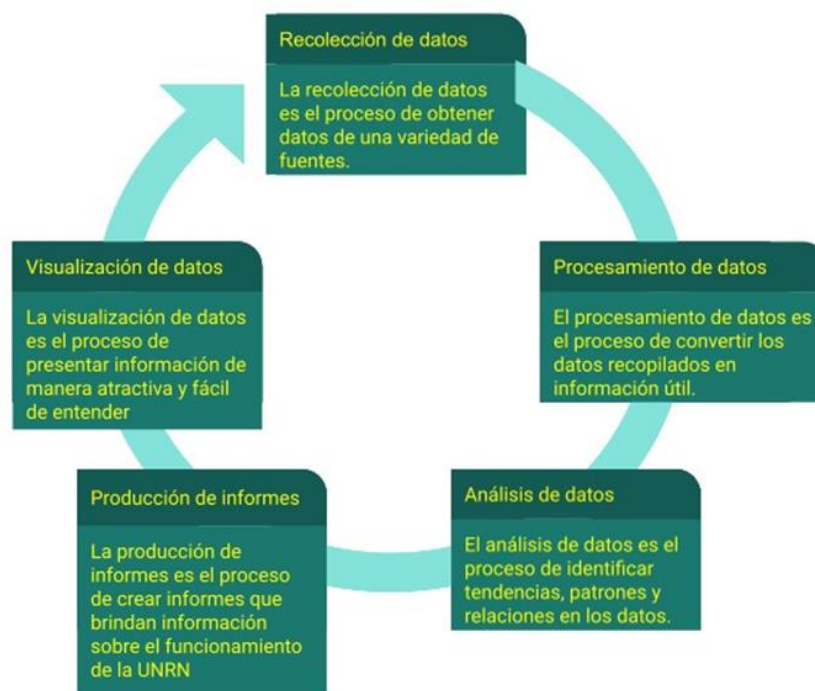 Recolección de datos
La recolección de datos
es el proceso de obtener
datos de una variedad de
fuentes.
Procesamiento de datos
El procesamiento de datos es
el proceso de convertir los
datos recopilados en
información útil.
Análisis de datos
El análisis de datos es el
proceso de identificar
tendencias, patrones y
relaciones en los datos.
Producción de informes
La producción de
informes es el proceso
de crear informes que
brindan información
sobre el funcionamiento
de la UNRN
Visualización de datos
La visualización de datos
es el proceso de
presentar información de
manera atractiva y fácil
de entender